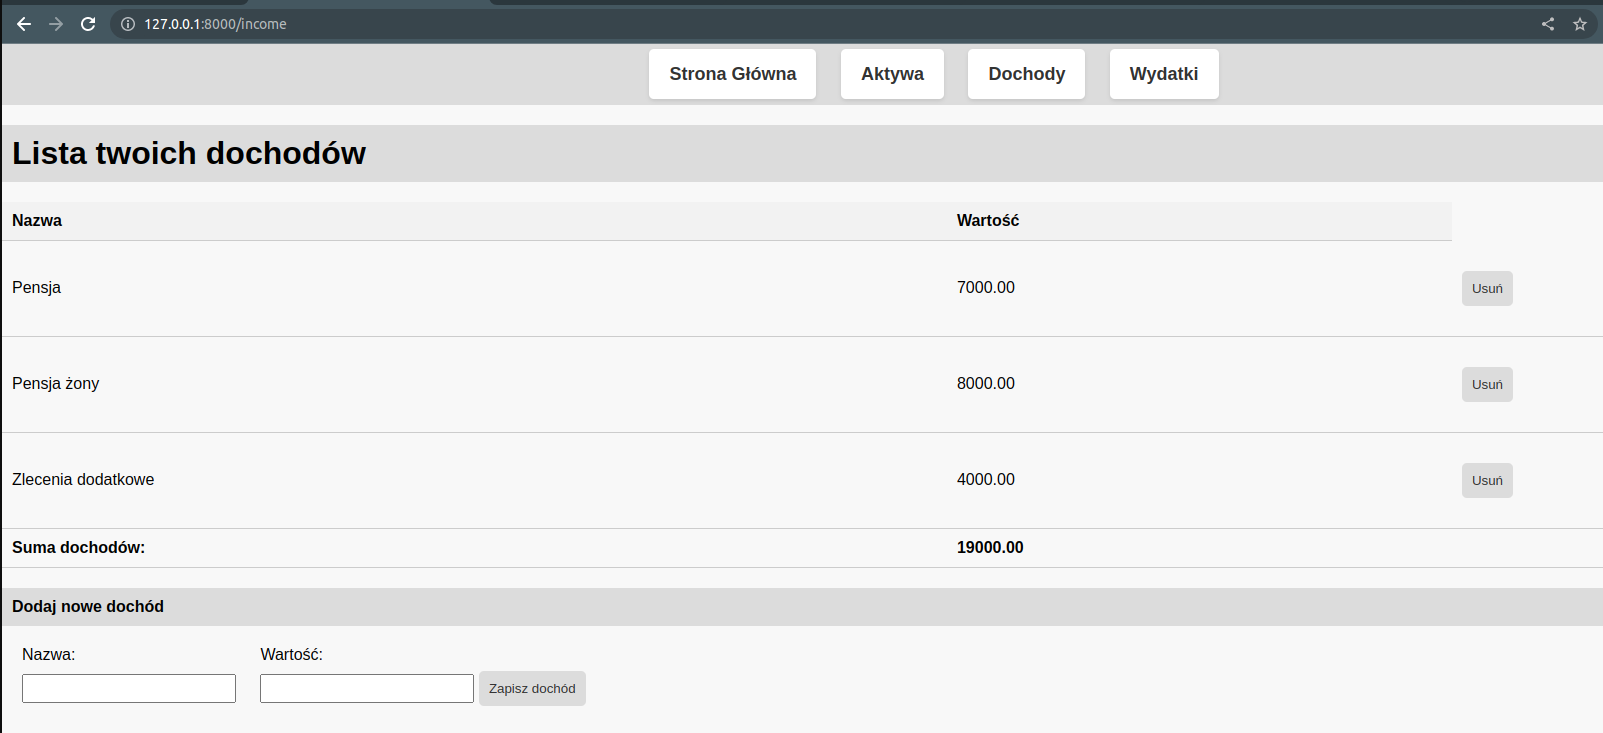 127.0.0.1:8000/income
Strona Główna Aktywa Dochody Wydatki
Lista twoich dochodów
Nazwa Wartość
Pensja 7000.00 Usuń
Pensja żony 8000.00 Usuń
Zlecenia dodatkowe 4000.00 Usuń
Suma dochodów: 19000.00
Dodaj nowe dochód
Nazwa: Wartość:
Zapisz dochód